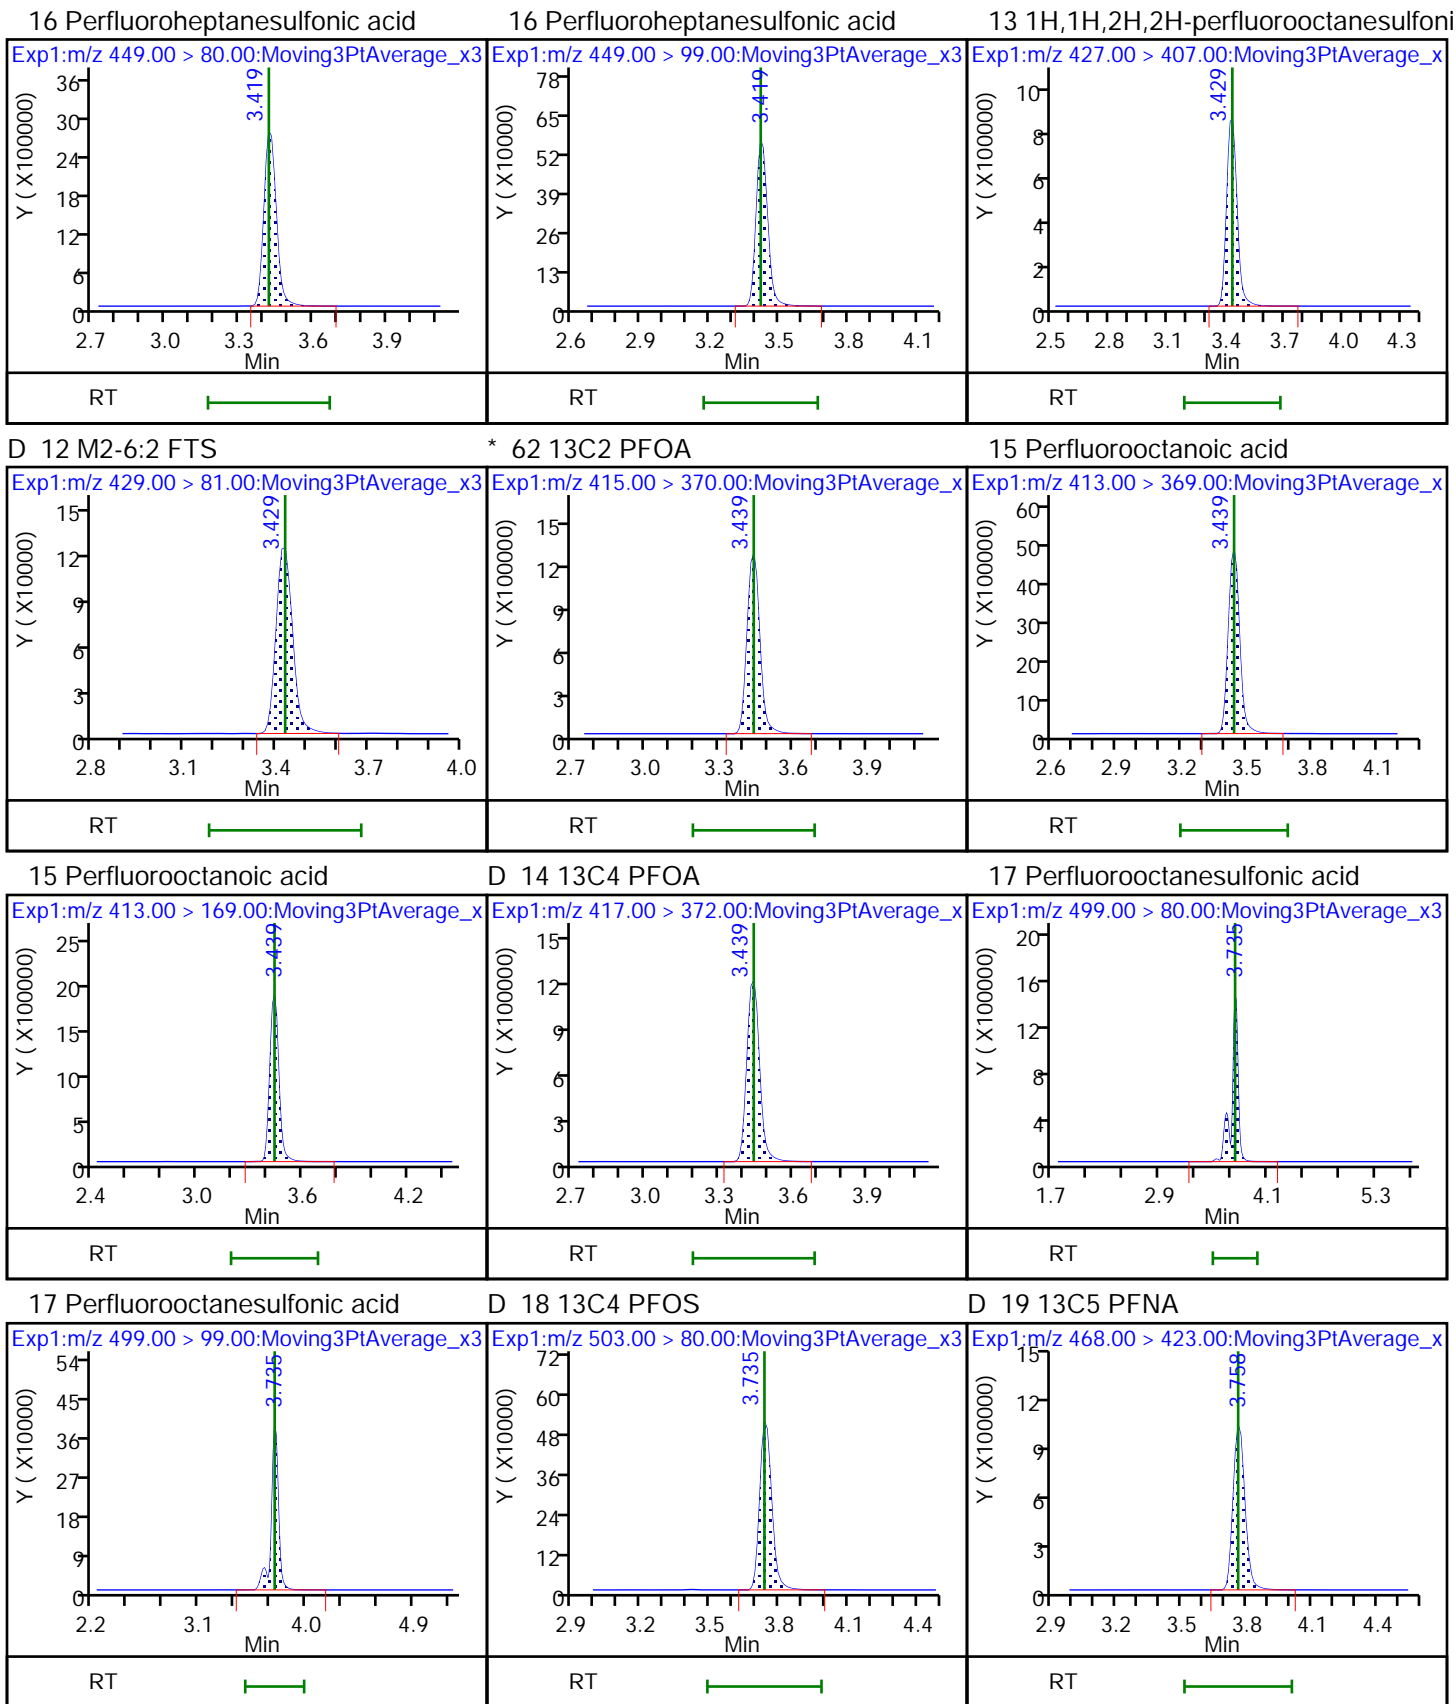 16 Perfluoroheptanesulfonic acid
Exp1:m/z 449.00 > 80.00:Moving3PtAverage_x3
3.419
Y ( X100000)
36
30
24
18
12
6
0
2.7 3.0 3.3 3.6 3.9
Min
RT
16 Perfluoroheptanesulfonic acid
Exp1:m/z 449.00 > 99.00:Moving3PtAverage_x3
3.419
Y ( X100000)
78
65
52
39
26
13
0
2.6 2.9 3.2 3.5 3.8 4.1
Min
RT
13 1H,1H,2H,2H-perfluorooctanesulfoni
Exp1:m/z 427.00 > 407.00:Moving3PtAverage_x
3.429
Y ( X100000)
10
8
6
4
2
0
2.5 2.8 3.1 3.4 3.7 4.0 4.3
Min
RT
D 12 M2-6:2 FTS
Exp1:m/z 429.00 > 81.00:Moving3PtAverage_x3
3.429
Y ( X100000)
15
12
9
6
3
0
2.8 3.1 3.4 3.7 4.0
Min
RT
* 62 13C2 PFOA
Exp1:m/z 415.00 > 370.00:Moving3PtAverage_x
3.439
Y ( X100000)
15
12
9
6
3
0
2.7 3.0 3.3 3.6 3.9
Min
RT
15 Perfluorooctanoic acid
Exp1:m/z 413.00 > 369.00:Moving3PtAverage_x
3.439
Y ( X100000)
60
50
40
30
20
10
0
2.6 2.9 3.2 3.5 3.8 4.1
Min
RT
15 Perfluorooctanoic acid
Exp1:m/z 413.00 > 169.00:Moving3PtAverage_x
3.439
Y ( X100000)
25
20
15
10
5
0
2.4 3.0 3.6 4.2
Min
RT
D 14 13C4 PFOA
Exp1:m/z 417.00 > 372.00:Moving3PtAverage_x
3.439
Y ( X100000)
15
12
9
6
3
0
2.7 3.0 3.3 3.6 3.9
Min
RT
17 Perfluorooctanesulfonic acid
Exp1:m/z 499.00 > 80.00:Moving3PtAverage_x3
3.735
Y ( X100000)
20
16
12
8
4
0
1.7 2.9 4.1 5.3
Min
RT
17 Perfluorooctanesulfonic acid
Exp1:m/z 499.00 > 99.00:Moving3PtAverage_x3
3.735
Y ( X10000)
54
45
36
27
18
9
0
2.2 3.1 4.0 4.9
Min
RT
D 18 13C4 PFOS
Exp1:m/z 503.00 > 80.00:Moving3PtAverage_x3
3.735
Y ( X10000)
72
60
48
36
24
12
0
2.9 3.2 3.5 3.8 4.1 4.4
Min
RT
D 19 13C5 PFNA
Exp1:m/z 468.00 > 423.00:Moving3PtAverage_x
3.758
Y ( X100000)
15
12
9
6
3
0
2.9 3.2 3.5 3.8 4.1 4.4
Min
RT